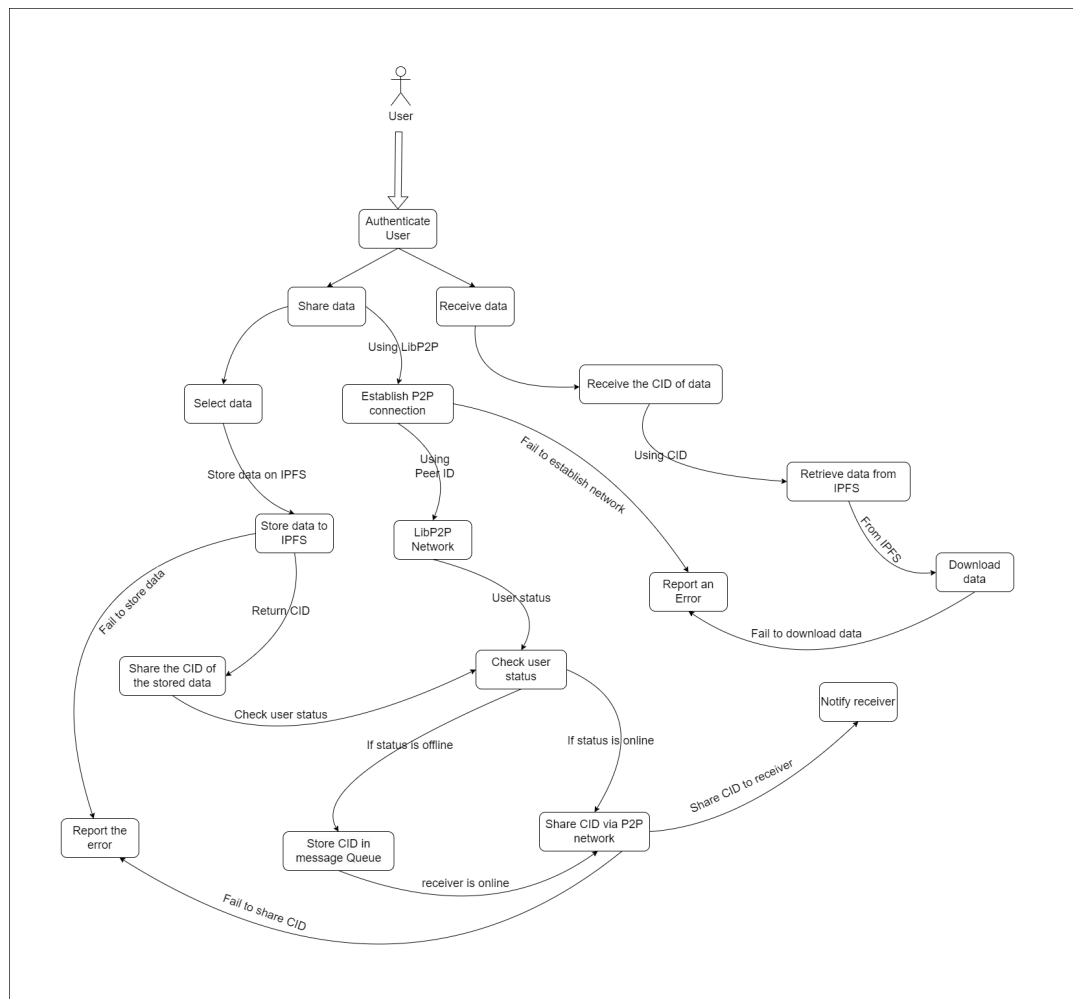 User
Authenticate
User
Share data
Receive data
Using LibP2P
Select data
Establish P2P
connection
Receive the CID of data
Using
Peer ID
Fail to establish network
Using CID
Store data on IPFS
Retrieve data from
IPFS
Store data to
IPFS
LibP2P
Network
From IPFS
Download
data
Report an
Error
Fail to store data
Return CID
User status
Fail to download data
Share the CID of
the stored data
Check user
status
Check user status
Notify receiver
If status is offline
If status is online
Share CID to receiver
Report the
error
Store CID in
message Queue
Share CID via P2P
network
receiver is online
Fail to share CID